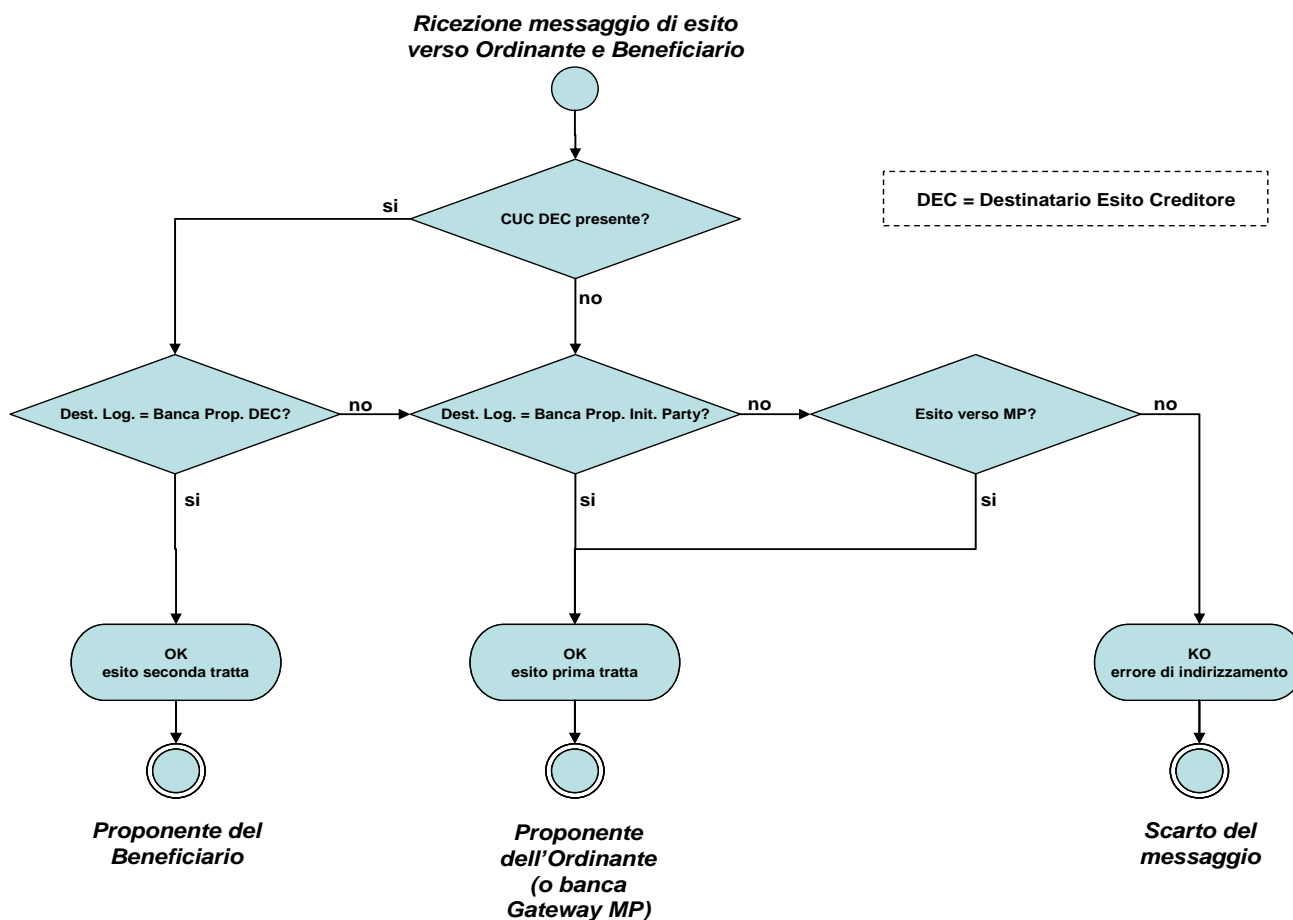 Ricezione messaggio di esito
verso Ordinante e Beneficiario
DEC = Destinatario Esito Creditore
si
CUC DEC presente?
no
Dest. Log. = Banca Prop. DEC?
no
Dest. Log. = Banca Prop. Init. Party?
no
Esito verso MP?
no
si
si
si
OK
esito seconda tratta
OK
esito prima tratta
KO
errore di indirizzamento
Proponente del
Beneficiario
Proponente
dell'Ordinante
(o banca
Gateway MP)
Scarto del
messaggio